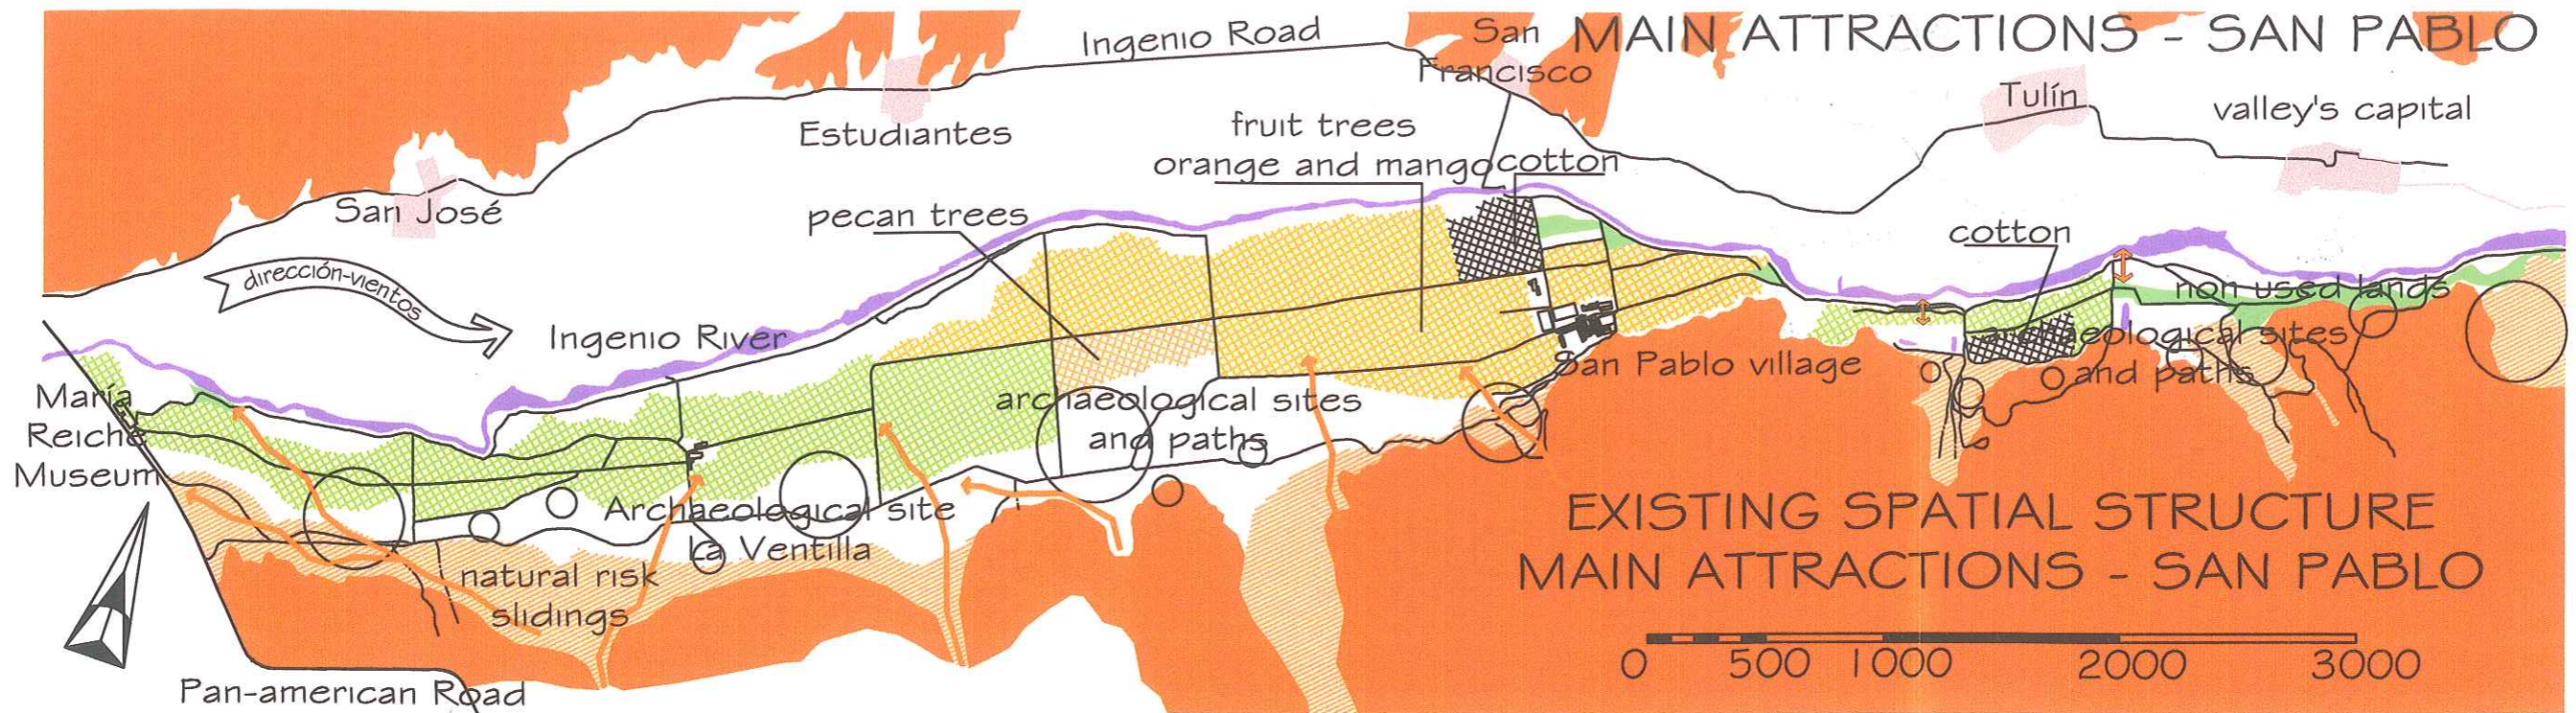 MAIN ATTRACTIONS - SAN PABLO
Ingenio Road
San
Francisco
Tulín
valley's capital
Estudiantes
fruit trees
orange and mango
cotton
San José
pecan trees
cotton
dirección-vientos
Ingenio River
non used lands
archaeological sites
and paths
San Pablo village
María
Reiche
Museum
archaeological sites
and paths
Archaeological site
La Ventilla
natural risk
slidings
EXISTING SPATIAL STRUCTURE
MAIN ATTRACTIONS - SAN PABLO
0 500 1000 2000 3000
Pan-american Road